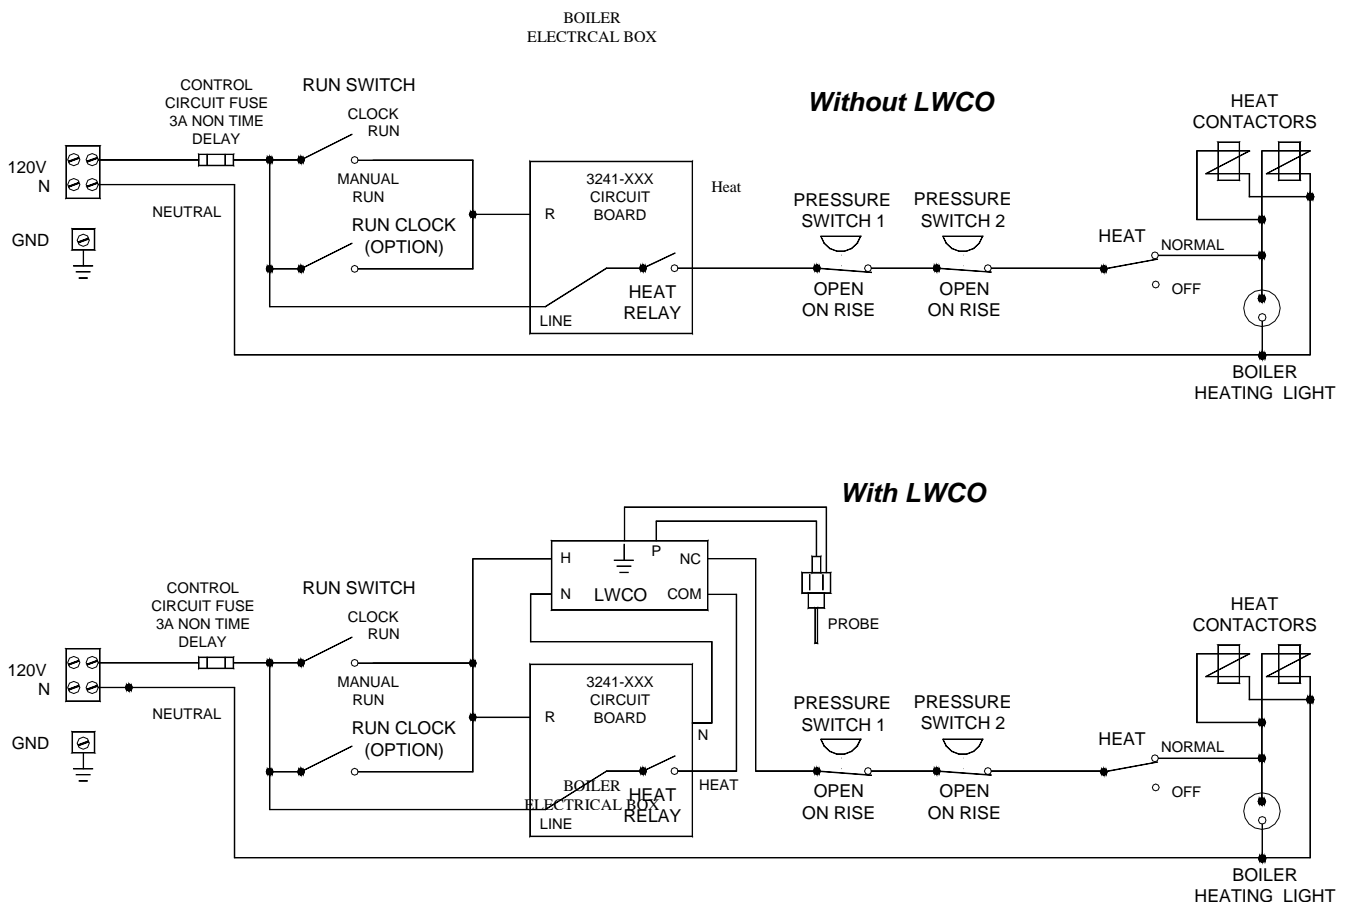 BOILER
ELECTRCAL BOX
Without LWCO
CONTROL
CIRCUIT FUSE
3A NON TIME
DELAY
RUN SWITCH
CLOCK
RUN
MANUAL
RUN
RUN CLOCK
(OPTION)
120V
N
NEUTRAL
GND
3241-XXX
CIRCUIT
BOARD
R
HEAT
RELAY
LINE
Heat
PRESSURE
SWITCH 1
OPEN
ON RISE
PRESSURE
SWITCH 2
OPEN
ON RISE
HEAT
NORMAL
OFF
HEAT
CONTACTORS
BOILER
HEATING LIGHT
With LWCO
H
P
NC
N
LWCO
COM
PROBE
CONTROL
CIRCUIT FUSE
3A NON TIME
DELAY
RUN SWITCH
CLOCK
RUN
MANUAL
RUN
RUN CLOCK
(OPTION)
120V
N
NEUTRAL
GND
3241-XXX
CIRCUIT
BOARD
R
N
HEAT
BOILER
ELECTRICAL BOX
HEAT
RELAY
LINE
PRESSURE
SWITCH 1
OPEN
ON RISE
PRESSURE
SWITCH 2
OPEN
ON RISE
HEAT
NORMAL
OFF
HEAT
CONTACTORS
BOILER
HEATING LIGHT